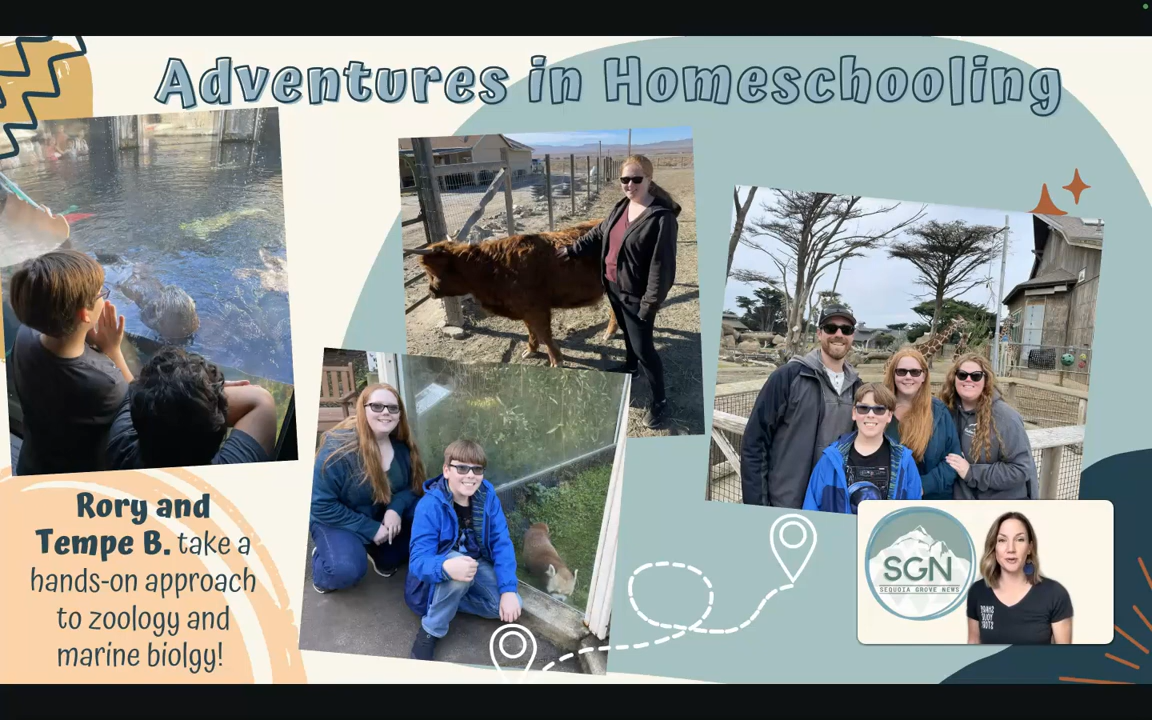 Adventures in Homeschooling
Rory and
Tempe B. take a
hands-on approach
to zoology and
marine biolgy!
SGN
SEQUOIA GROVE NEWS